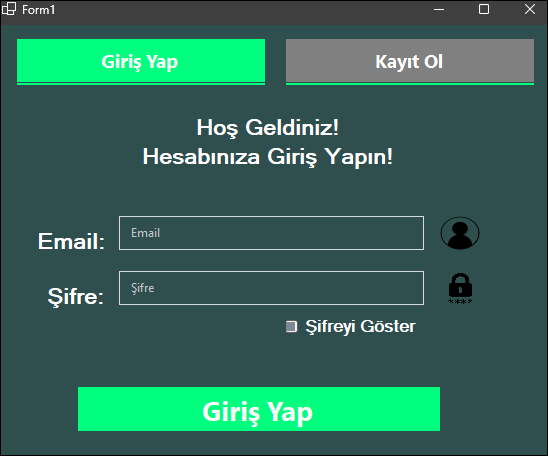 Form1
Giriş Yap
Kayıt Ol
Hoş Geldiniz!
Hesabınıza Giriş Yapın!
Email:
Email
Şifre:
Şifre
Şifreyi Göster
Giriş Yap